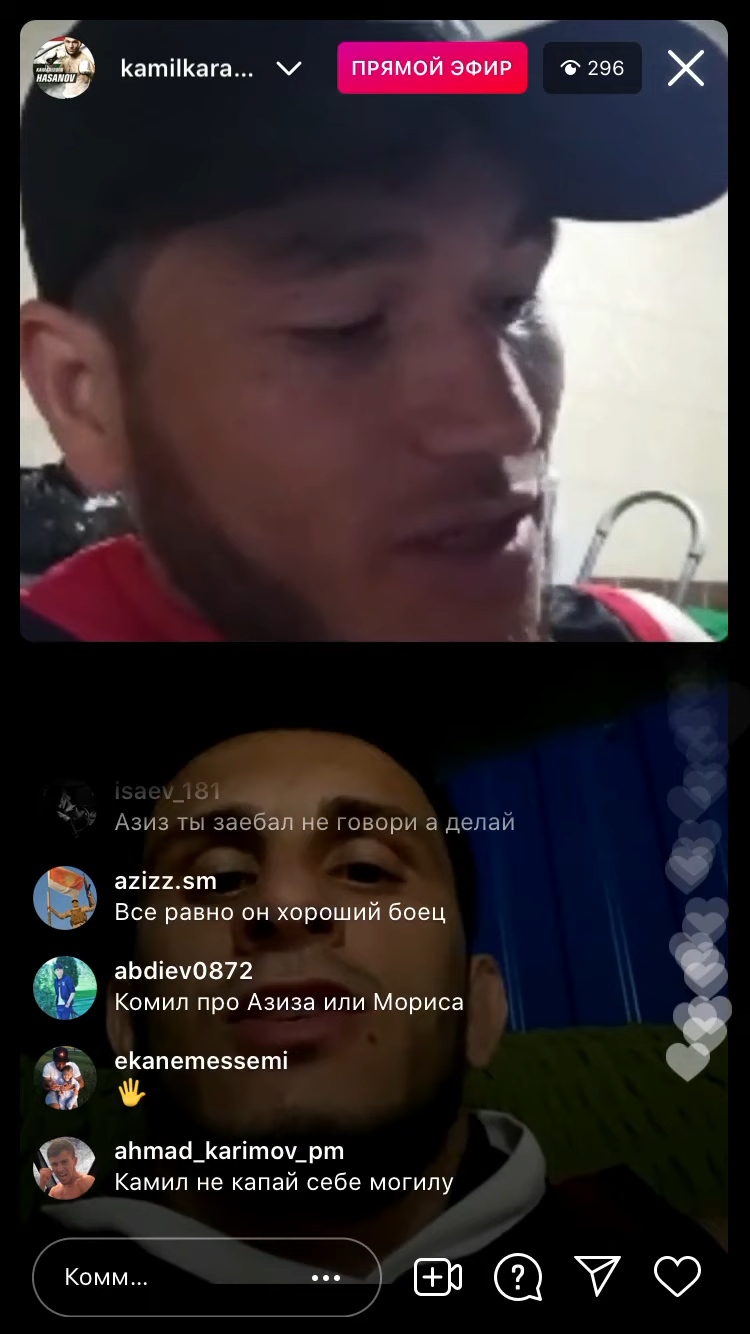 HASANOV
kamilkara...
ПРЯМОЙ ЭФИР
296
isaev_181
Азиз ты заебал не говори а делай
azizz.sm
Все равно он хороший боец
abdiev0872
Комил про Азиза или Мориса
ekanemessemi
🖐
ahmad_karimov_pm
Камил не капай себе могилу
Комм...